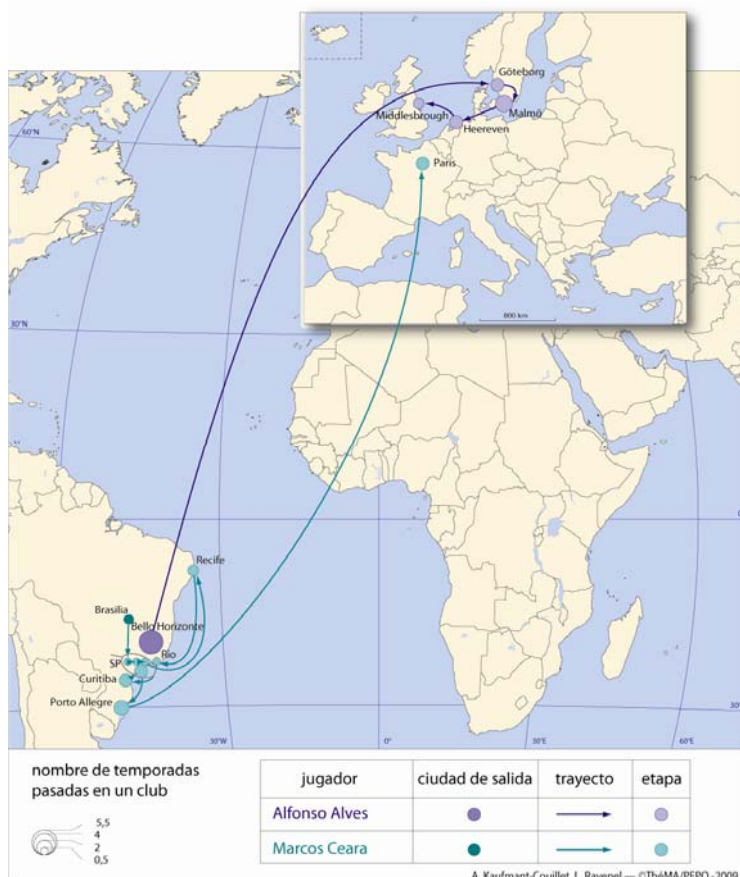 Göteborg
Middlesbrough
Malmö
Heereven
Paris
800 km
60°N
30°N
0°
30°
Recife
Brasilia
Bello Horizonte
SP
Rio
Curitiba
Porto Allegre
30°W
0°
30°E
60°E
nombre de temporadas
pasadas en un club
5,5
4
2
0,5
jugador ciudad de salida trayecto etapa
Alfonso Alves
Marcos Ceara
A. Kaufmant-Couillet, L. Ravenel — ©ThéMA/PEPO -2009